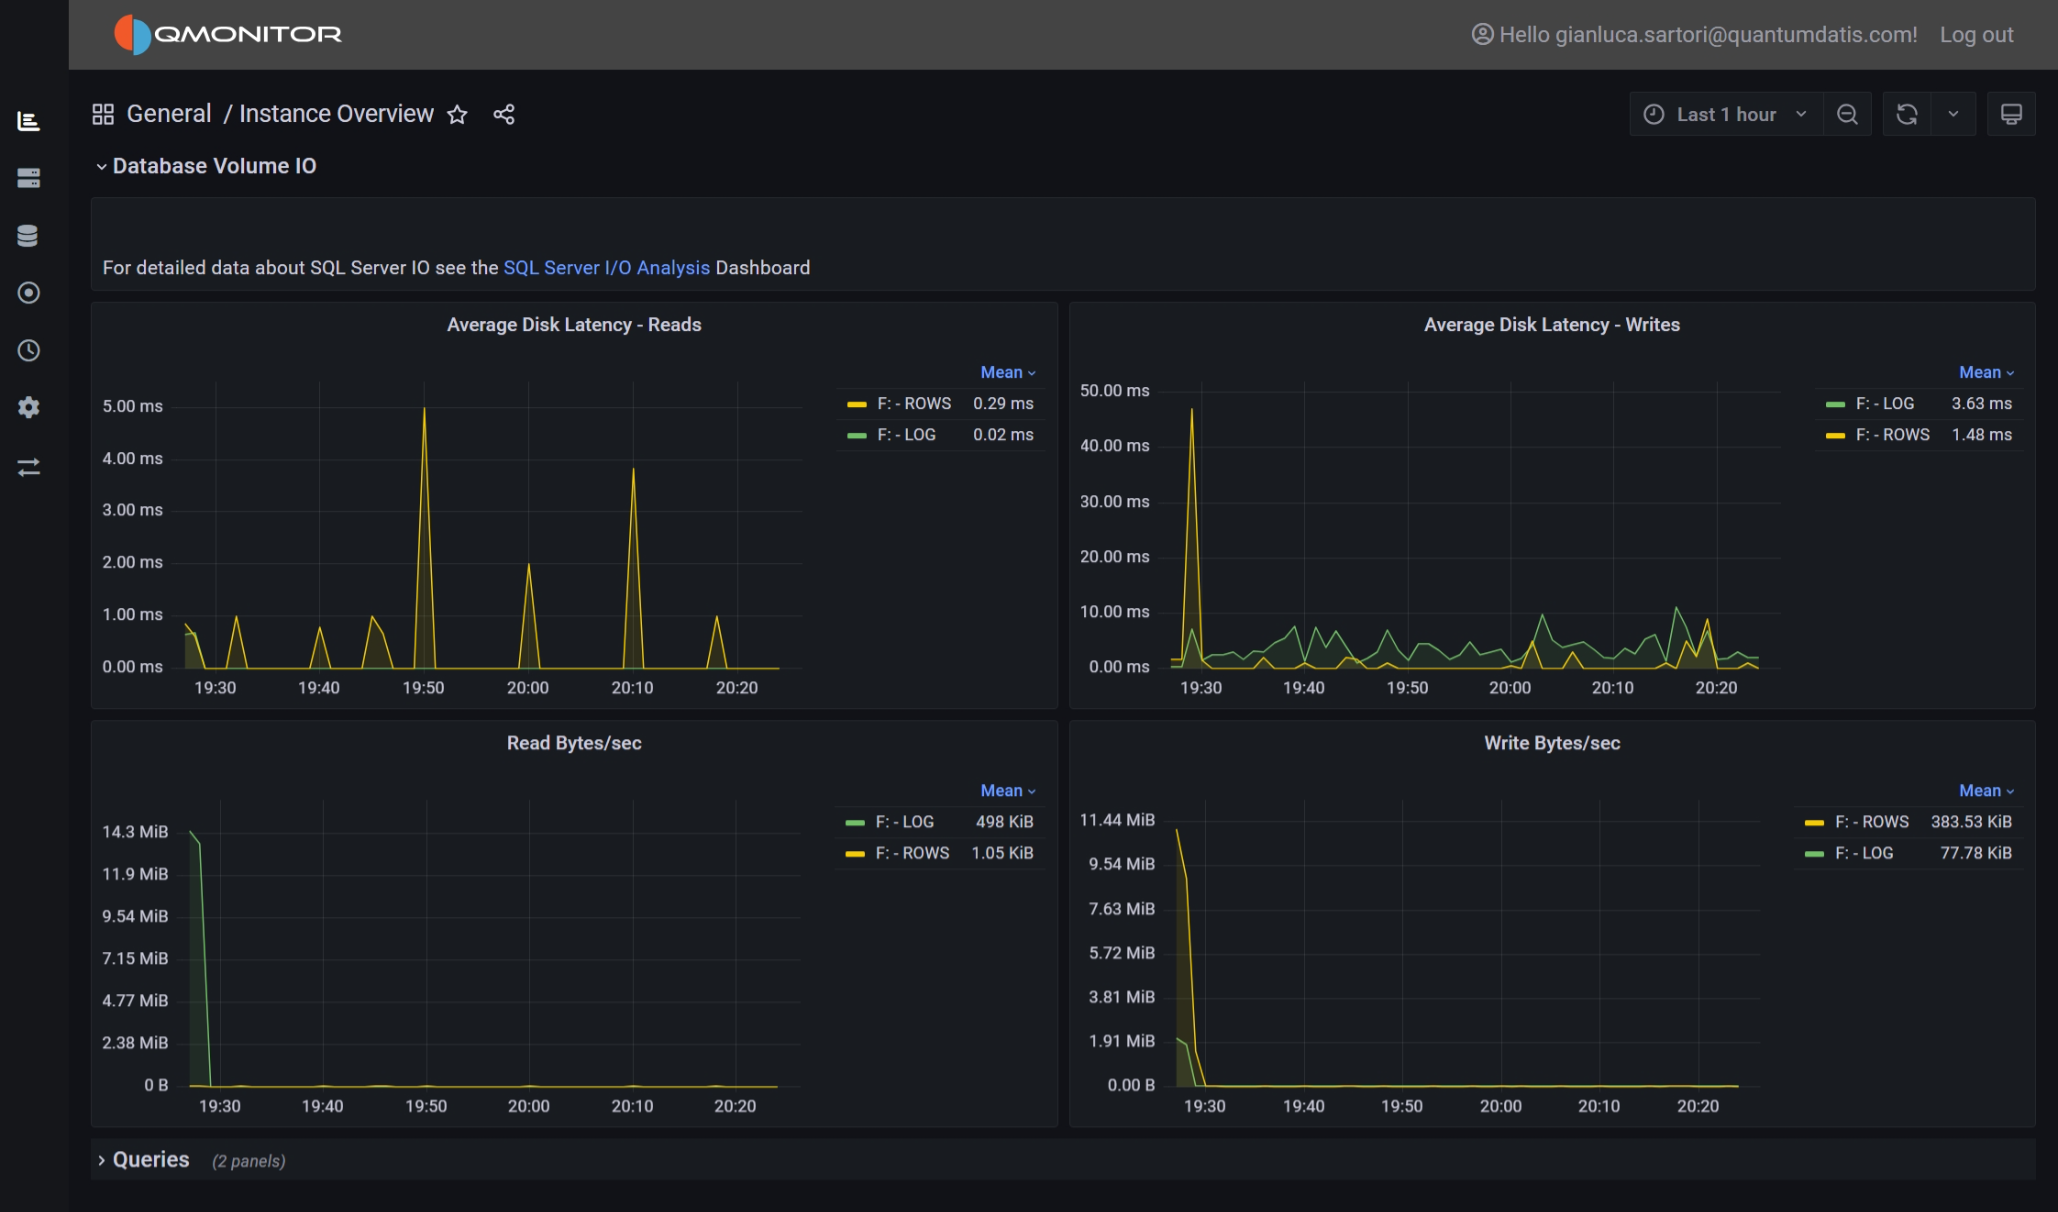 QMONITOR
Hello gianluca.sartori@quantumdatis.com! Log out
General / Instance Overview
Last 1 hour
Database Volume IO
For detailed data about SQL Server IO see the SQL Server I/O Analysis Dashboard
Average Disk Latency - Reads
Mean
F: - ROWS 0.29 ms
F: - LOG 0.02 ms
5.00 ms
4.00 ms
3.00 ms
2.00 ms
1.00 ms
0.00 ms
19:30 19:40 19:50 20:00 20:10 20:20
Average Disk Latency - Writes
Mean
F: - LOG 3.63 ms
F: - ROWS 1.48 ms
50.00 ms
40.00 ms
30.00 ms
20.00 ms
10.00 ms
0.00 ms
19:30 19:40 19:50 20:00 20:10 20:20
Read Bytes/sec
Mean
F: - LOG 498 KiB
F: - ROWS 1.05 KiB
14.3 MiB
11.9 MiB
9.54 MiB
7.15 MiB
4.77 MiB
2.38 MiB
0 B
19:30 19:40 19:50 20:00 20:10 20:20
Write Bytes/sec
Mean
F: - ROWS 383.53 KiB
F: - LOG 77.78 KiB
11.44 MiB
9.54 MiB
7.63 MiB
5.72 MiB
3.81 MiB
1.91 MiB
0.00 B
19:30 19:40 19:50 20:00 20:10 20:20
Queries (2 panels)